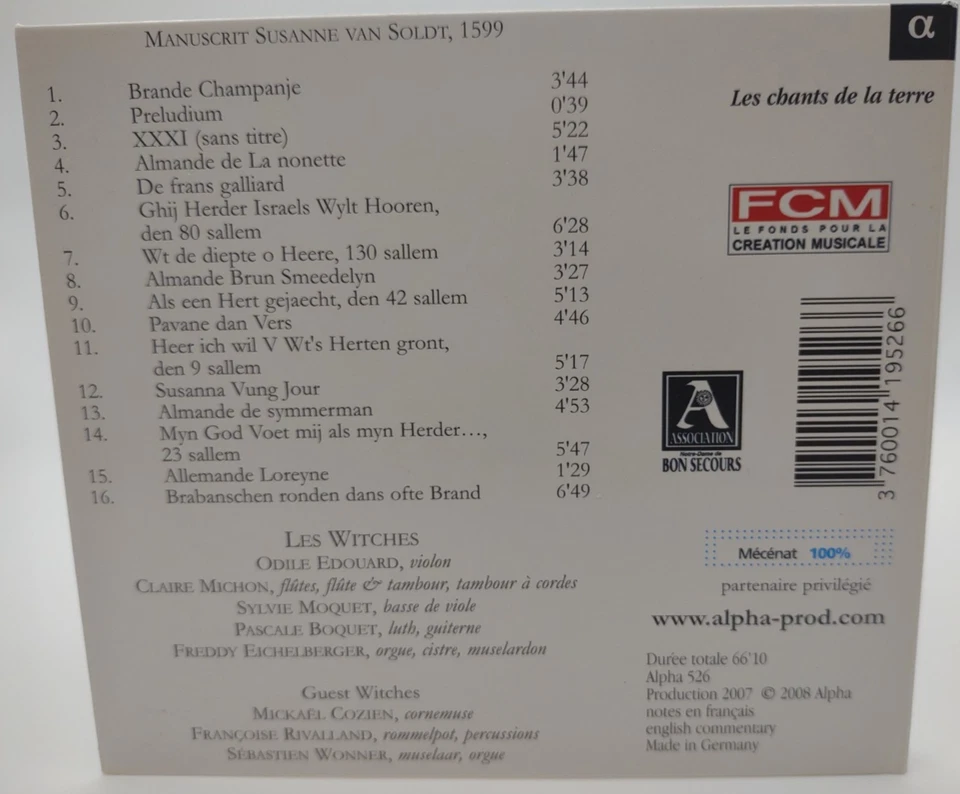 α
MANUSCRIT SUSANNE VAN SOLDT, 1599
Les chants de la terre
1. Brande Champanje 3'44
2. Preludium 0'39
3. XXXI (sans titre) 5'22
4. Almande de La nonette 1'47
5. De frans galliard 3'38
6. Ghij Herder Israels Wylt Hooren,
den 80 sallem 6'28
7. Wt de diepte o Heere, 130 sallem 3'14
8. Almande Brun Smeedelyn 3'27
9. Als een Hert gejaecht, den 42 sallem 5'13
10. Pavane dan Vers 4'46
11. Heer ich wil V Wt's Herten gront,
den 9 sallem 5'17
12. Susanna Vung Jour 3'28
13. Almande de symmerman 4'53
14. Myn God Voet mij als myn Herder...,
23 sallem 5'47
15. Allemande Loreyne 1'29
16. Brabanschen ronden dans ofte Brand 6'49
LES WITCHES
ODILE EDOUARD, violon
CLAIRE MICHON, flûtes, flûte & tambour, tambour à cordes
SYLVIE MOQUET, basse de viole
PASCALE BOQUET, luth, guiterne
FREDDY EICHELBERGER, orgue, cistre, muselardon
Guest Witches
MICKAËL COZIEN, cornemuse
FRANÇOISE RIVALLAND, rommelpot, percussions
SÉBASTIEN WONNER, muselaar, orgue
FCM
LE FONDS POUR LA
CREATION MUSICALE
3 760014 195266
A
ASSOCIATION
Notre-Dame de
BON SECOURS
Mécénat 100%
partenaire privilégié
www.alpha-prod.com
Durée totale 66'10
Alpha 526
Production 2007 © 2008 Alpha
notes en français
english commentary
Made in Germany